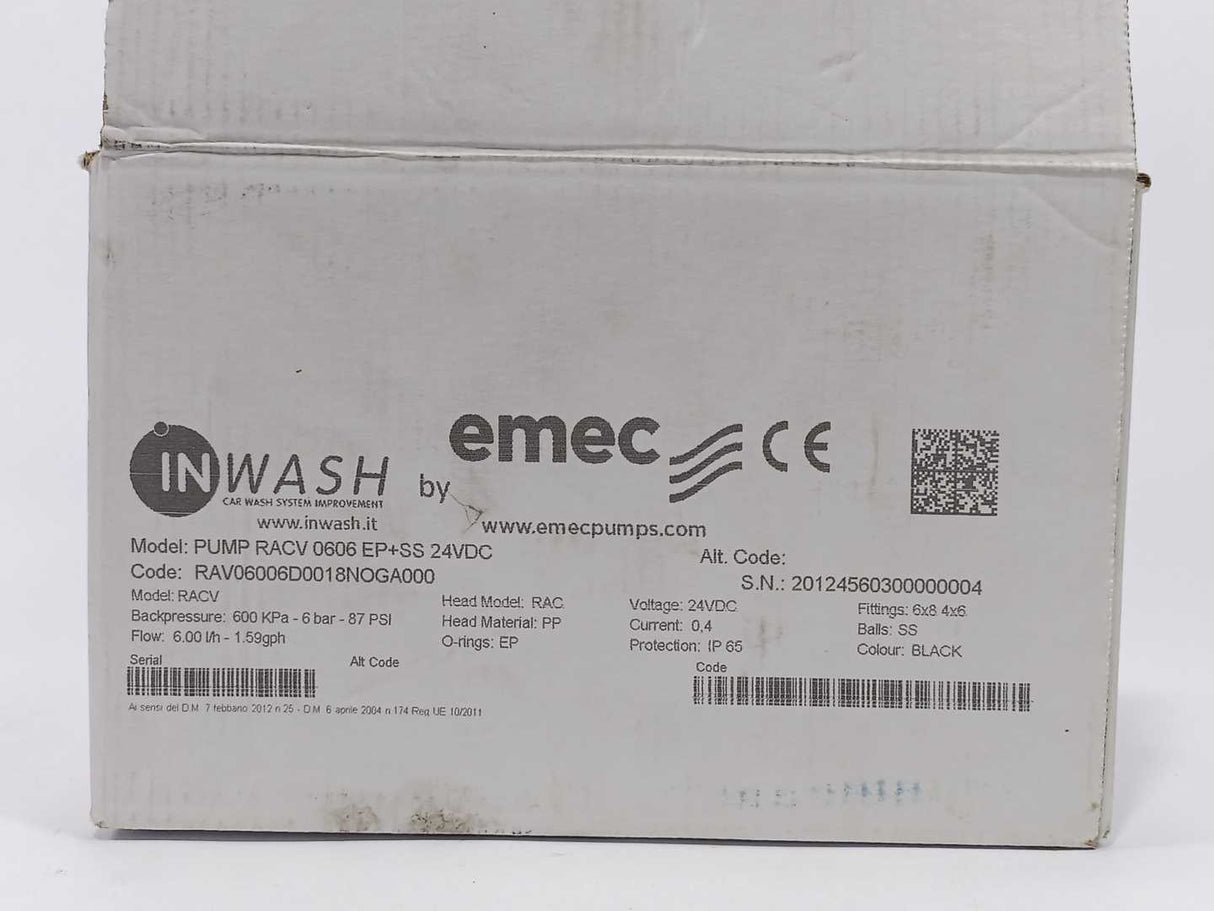 INWASH by emec CE
CAR WASH SYSTEM IMPROVEMENT
www.inwash.it
www.emecpumps.com
Model: PUMP RACV 0606 EP+SS 24VDC
Alt. Code:
Code: RAV06006D0018NOGA000
S.N.: 20124560300000004
Model: RACV
Backpressure: 600 KPa - 6 bar - 87 PSI
Flow: 6.00 l/h - 1.59gph
Head Model: RAC
Head Material: PP
O-rings: EP
Voltage: 24VDC
Current: 0,4
Protection: IP 65
Fittings: 6x8 4x6
Balls: SS
Colour: BLACK
Serial
Alt Code
Code
Ai sensi del D.M. 7 febbano 2012 n 25 - D.M. 6 aprile 2004 n.174 Reg UE 10/2011